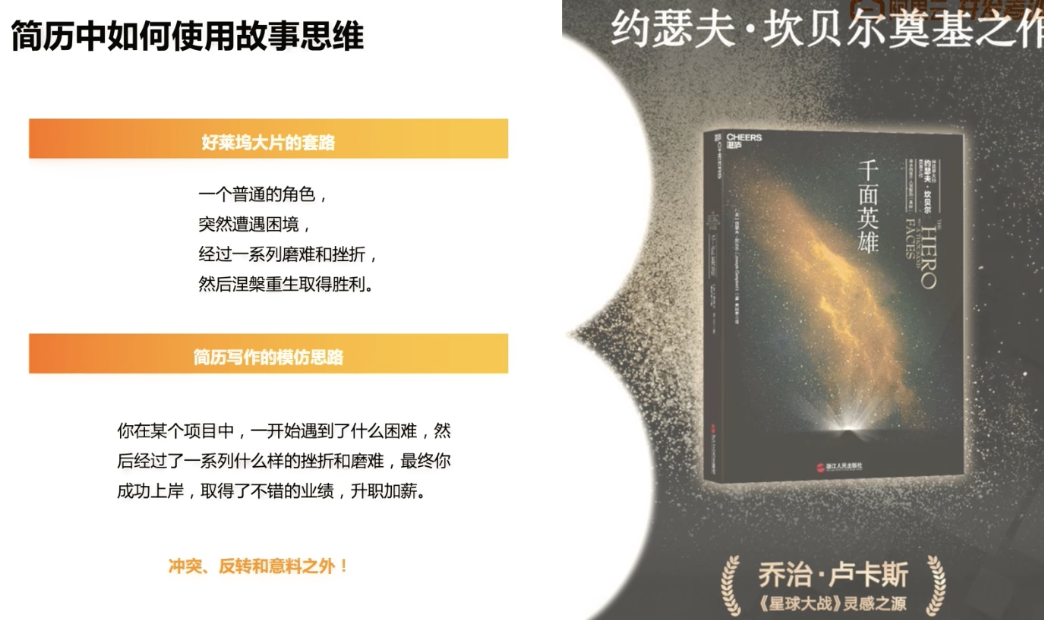 简历中如何使用故事思维
好莱坞大片的套路
一个普通的角色，
突然遭遇困境，
经过一系列磨难和挫折，
然后涅槃重生取得胜利。
简历写作的模仿思路
你在某个项目中，一开始遇到了什么困难，然
后经过了一系列什么样的挫折和磨难，最终你
成功上岸，取得了不错的业绩，升职加薪。
冲突、反转和意料之外！
约瑟夫·坎贝尔奠基之作
CHEERS
湛庐
千面英雄
约瑟夫·坎贝尔
THE
HERO
FACES
浙江人民出版社
乔治·卢卡斯
《星球大战》灵感之源